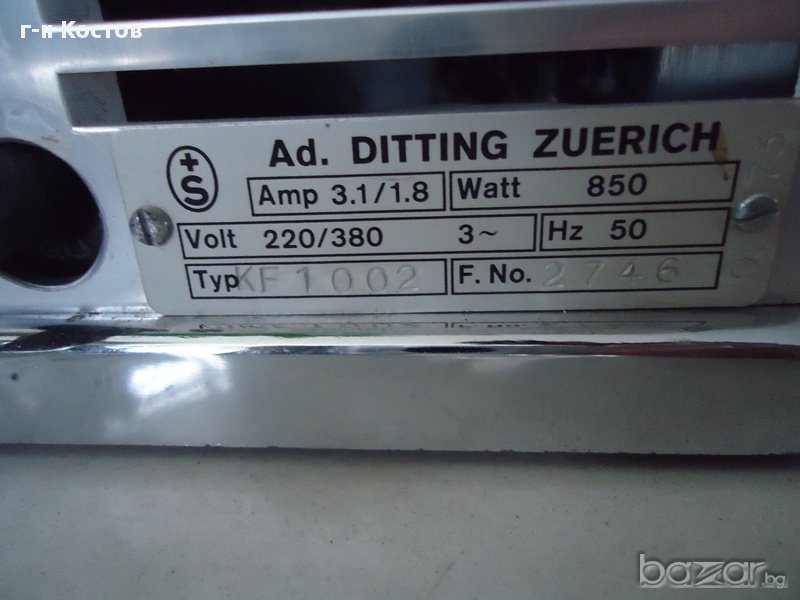 г-н Костов
+S
Ad. DITTING ZUERICH
Amp 3.1/1.8 Watt 850
Volt 220/380 3~ Hz 50
Typ KF 1002 F. No. 2746
bazar.bg